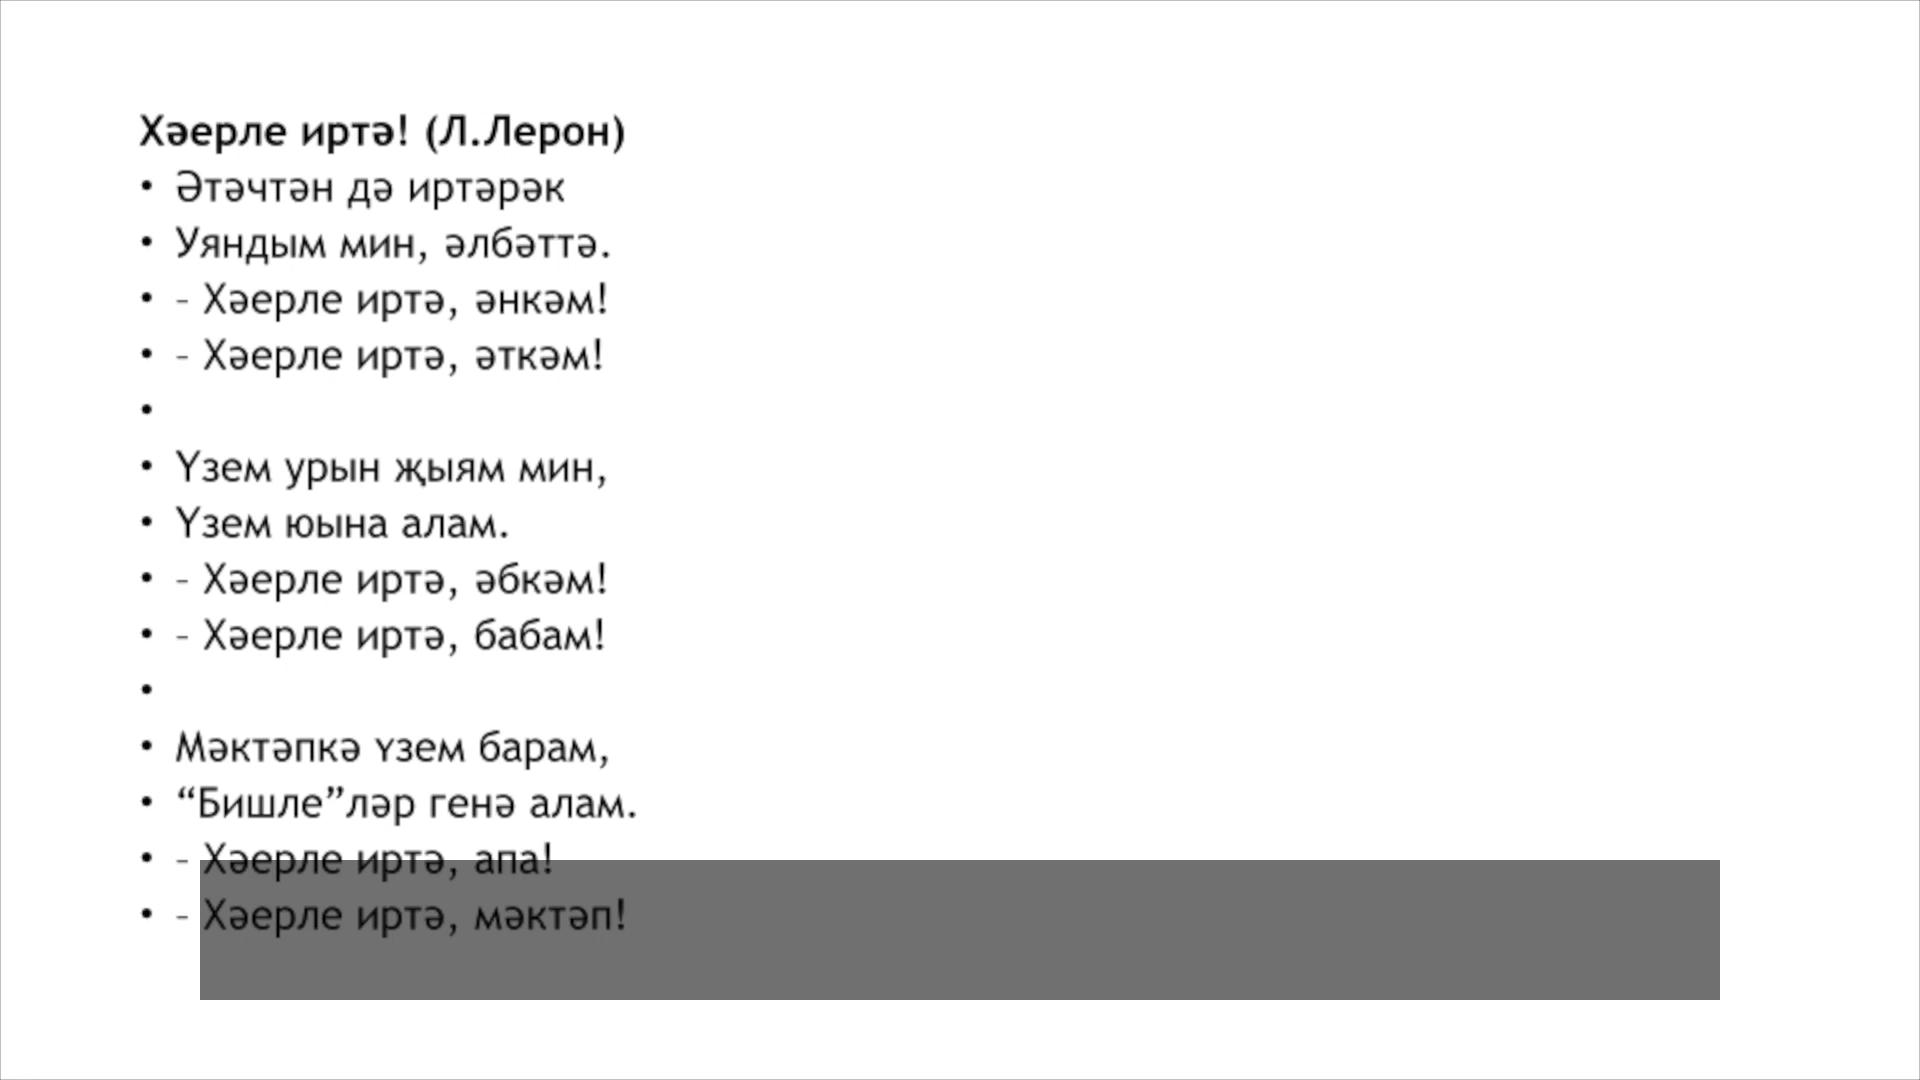 Хәерле иртә! (Л.Лерон)
• Әтәчтән дә иртәрәк
• Уяндым мин, әлбәттә.
• - Хәерле иртә, әнкәм!
• - Хәерле иртә, әткәм!
•
• Үзем урын җыям мин,
• Үзем юына алам.
• - Хәерле иртә, әбкәм!
• - Хәерле иртә, бабам!
•
• Мәктәпкә үзем барам,
• “Бишле”ләр генә алам.
• - Хәерле иртә, апа!
• - Хәерле иртә, мәктәп!